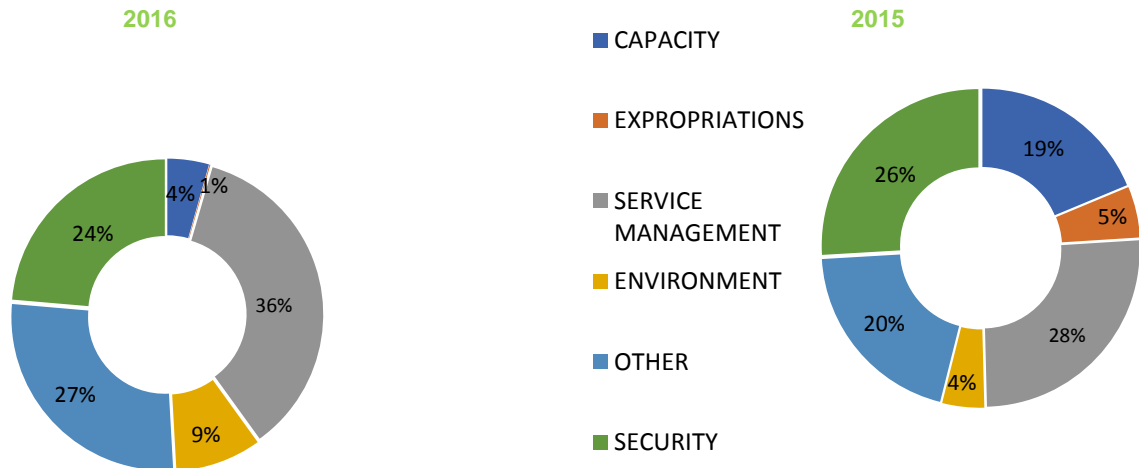 2016
4%
1%
36%
9%
27%
24%
CAPACITY
EXPROPRIATIONS
SERVICE
MANAGEMENT
ENVIRONMENT
OTHER
SECURITY
2015
19%
5%
28%
4%
20%
26%